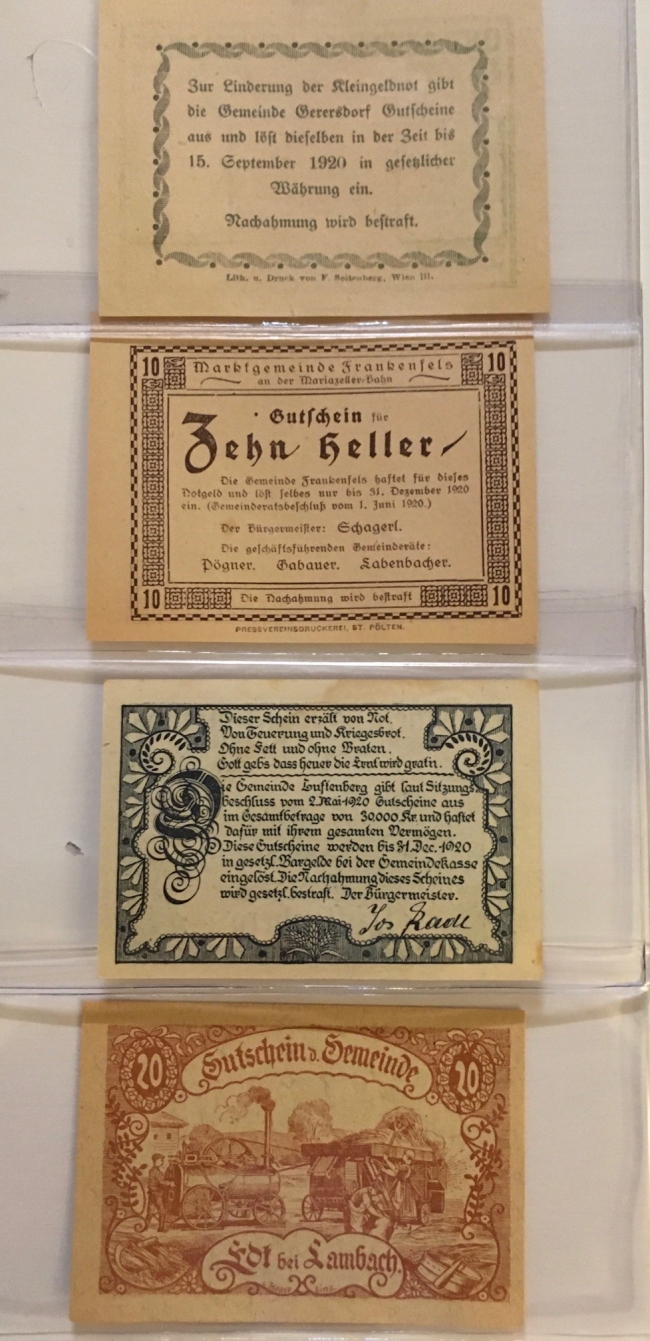 Zur Linderung der Kleingeldnot gibt
die Gemeinde Gerersdorf Gutscheine
aus und löst dieselben in der Zeit bis
15. September 1920 in gesetzlicher
Währung ein.
Nachahmung wird bestraft.
Lith. u. Druck von F. Seitenberg, Wien III.
10 Marktgemeinde Frankenfels 10
an der Mariazeller-Bahn
Gutschein für
Zehn Heller
Die Gemeinde Frankenfels haftet für dieses
Notgeld und löst selbes nur bis 31. Dezember 1920
ein. (Gemeinderatsbeschluß vom 1. Juni 1920.)
Der Bürgermeister: Schagerl.
Die geschäftsführenden Gemeinderäte:
Pögner. Gabauer. Labenbacher.
10 Die Nachahmung wird bestraft 10
PRESSVEREINSDRUCKEREI, ST. PÖLTEN.
Dieser Schein erzält von Not.
Von Teuerung und Kriegesbrot.
Ohne Fett und ohne Braten.
Gott gebs dass heuer die Ernt wird gratn.
Die Gemeinde Luftenberg gibt laut Sitzungs
beschluss vom 2. Mai 1920 Gutscheine aus
im Gesamtbetrage von 30000 Kr. und haftet
dafür mit ihrem gesamten Vermögen.
Diese Gutscheine werden bis 31. Dec. 1920
in gesetzl. Bargelde bei der Gemeindekasse
eingelöst. Die Nachahmung dieses Scheines
wird gesetzl. bestraft. Der Bürgermeister.
Jos
20 Gutschein d. Gemeinde 20
Edt bei Lambach.